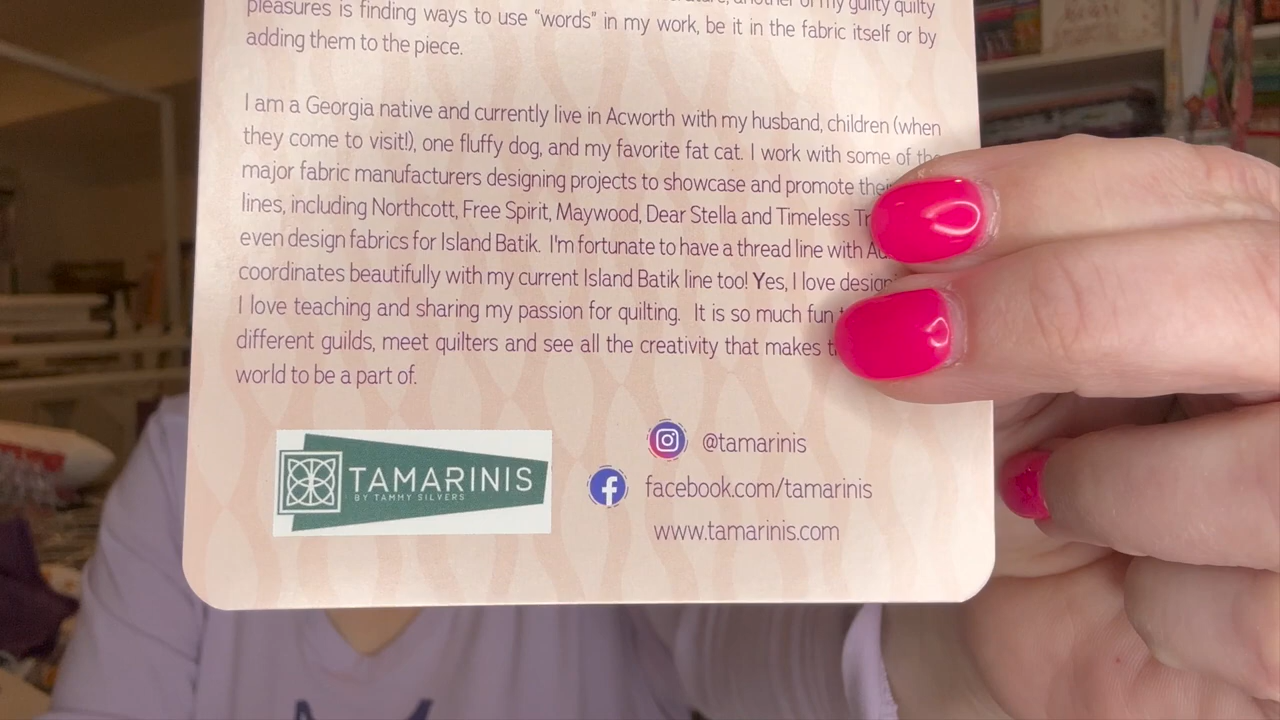 my guilty quilty
pleasures is finding ways to use “words” in my work, be it in the fabric itself or by
adding them to the piece.
I am a Georgia native and currently live in Acworth with my husband, children (when
they come to visit!), one fluffy dog, and my favorite fat cat. I work with some of the
major fabric manufacturers designing projects to showcase and promote their
lines, including Northcott, Free Spirit, Maywood, Dear Stella and Timeless
even design fabrics for Island Batik. I'm fortunate to have a thread line with
coordinates beautifully with my current Island Batik line too! Yes, I love
I love teaching and sharing my passion for quilting. It is so much fun
different guilds, meet quilters and see all the creativity that makes
world to be a part of.
TAMARINIS
BY TAMMY SILVERS
@tamarinis
facebook.com/tamarinis
www.tamarinis.com